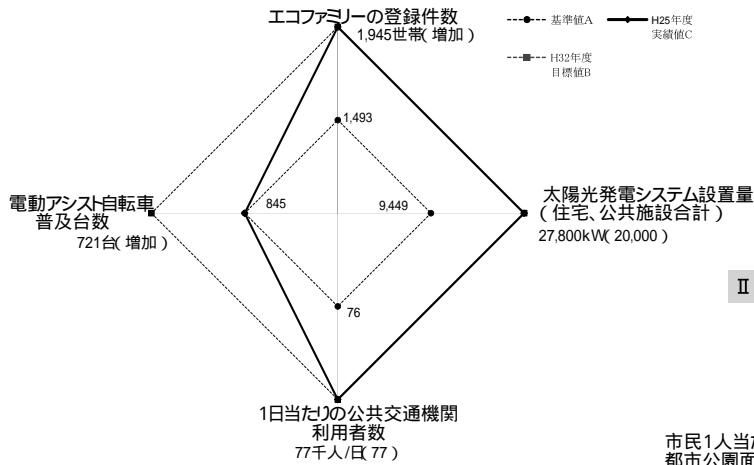 エコファミリーの登録件数
1,945世帯(増加)
基準値A
H25年度
実績値C
H32年度
目標値B
1,493
電動アシスト自転車
普及台数
721台(増加)
845
9,449
太陽光発電システム設置量
(住宅、公共施設合計)
27,800kW(20,000)
Ⅱ
76
1日当たりの公共交通機関
利用者数
77千人/日(77)
市民1人当
都市公園面